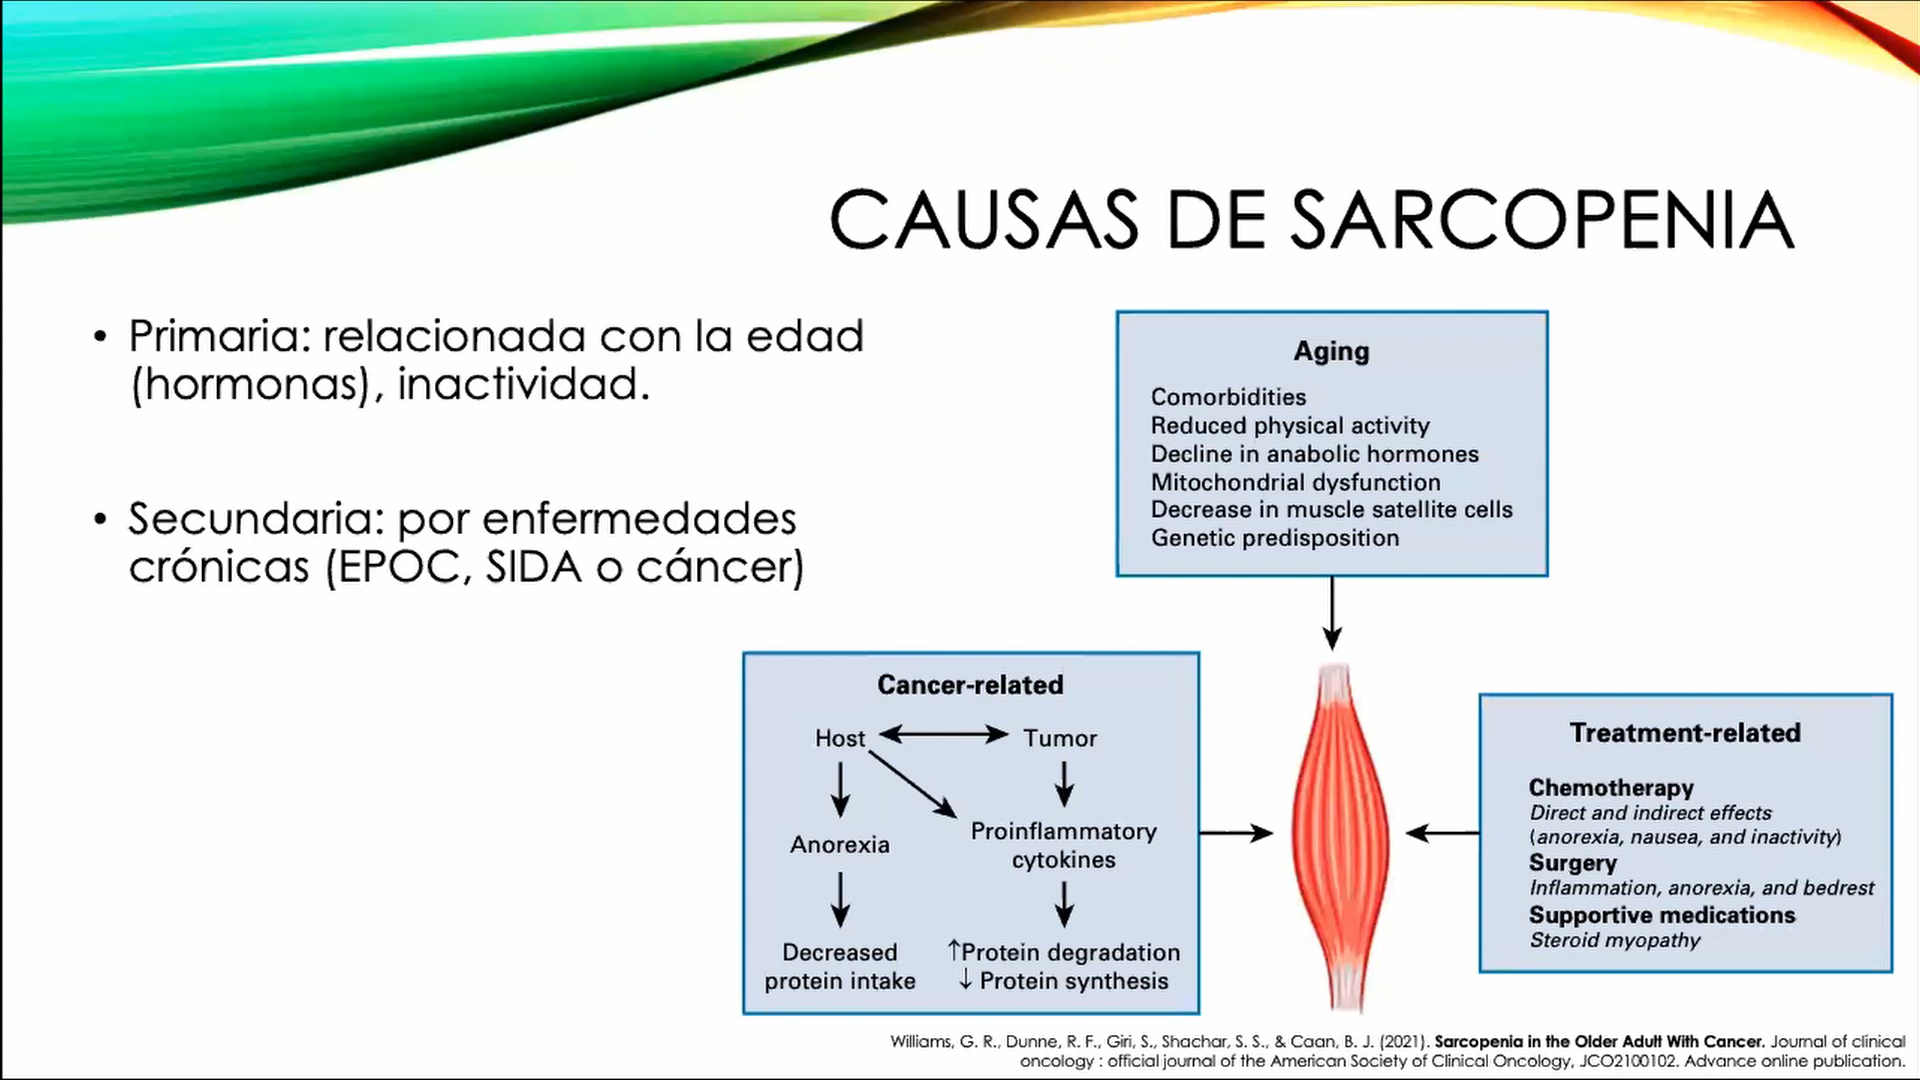 CAUSAS DE SARCOPENIA
• Primaria: relacionada con la edad
(hormonas), inactividad.
• Secundaria: por enfermedades
crónicas (EPOC, SIDA o cáncer)
Aging
Comorbidities
Reduced physical activity
Decline in anabolic hormones
Mitochondrial dysfunction
Decrease in muscle satellite cells
Genetic predisposition
Cancer-related
Host
Tumor
Anorexia
Proinflammatory
cytokines
Decreased
protein intake
↑Protein degradation
↓ Protein synthesis
Treatment-related
Chemotherapy
Direct and indirect effects
(anorexia, nausea, and inactivity)
Surgery
Inflammation, anorexia, and bedrest
Supportive medications
Steroid myopathy
Williams, G. R., Dunne, R. F., Giri, S., Shachar, S. S., & Caan, B. J. (2021). Sarcopenia in the Older Adult With Cancer. Journal of clinical
oncology : official journal of the American Society of Clinical Oncology, JCO2100102. Advance online publication.